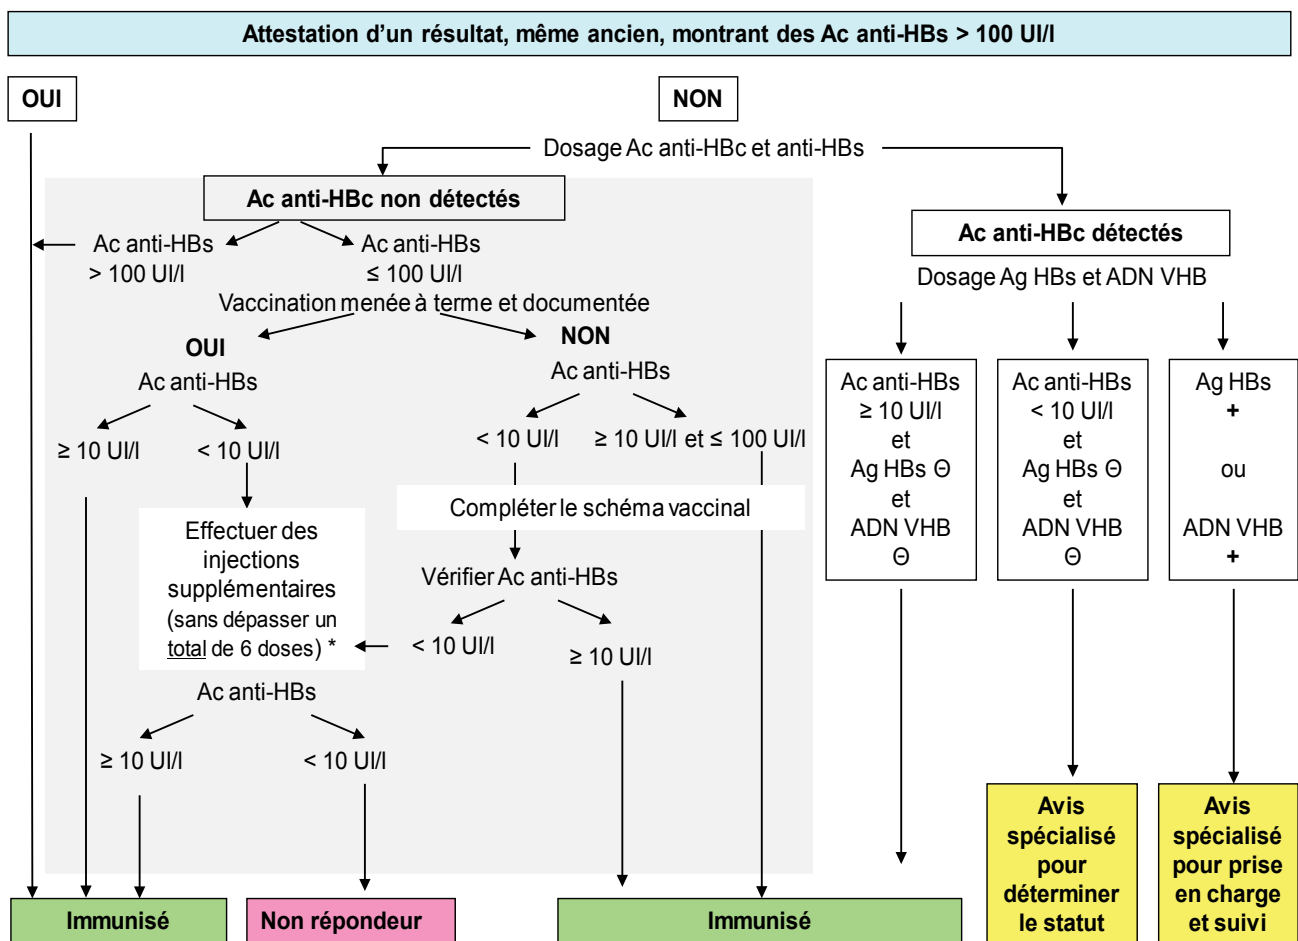 Attestation d’un résultat, même ancien, montrant des Ac anti-HBs > 100 UI/l
OUI
NON
Dosage Ac anti-HBc et anti-HBs
Ac anti-HBc non détectés
Ac anti-HBs
> 100 UI/l
Ac anti-HBs
≤ 100 UI/l
Vaccination menée à terme et documentée
OUI
Ac anti-HBs
≥ 10 UI/l
< 10 UI/l
Effectuer des
injections
supplémentaires
(sans dépasser un
total de 6 doses) *
Ac anti-HBs
≥ 10 UI/l
< 10 UI/l
NON
Ac anti-HBs
< 10 UI/l
≥ 10 UI/l et ≤ 100 UI/l
Compléter le schéma vaccinal
Vérifier Ac anti-HBs
< 10 UI/l
≥ 10 UI/l
Ac anti-HBc détectés
Dosage Ag HBs et ADN VHB
Ac anti-HBs
≥ 10 UI/l
et
Ag HBs Θ
et
ADN VHB
Θ
Ac anti-HBs
< 10 UI/l
et
Ag HBs Θ
et
ADN VHB
Θ
Ag HBs
+
ou
ADN VHB
+
Immunisé
Non répondeur
Immunisé
Avis
spécialisé
pour
déterminer
le statut
Avis
spécialisé
pour prise
en charge
et suivi